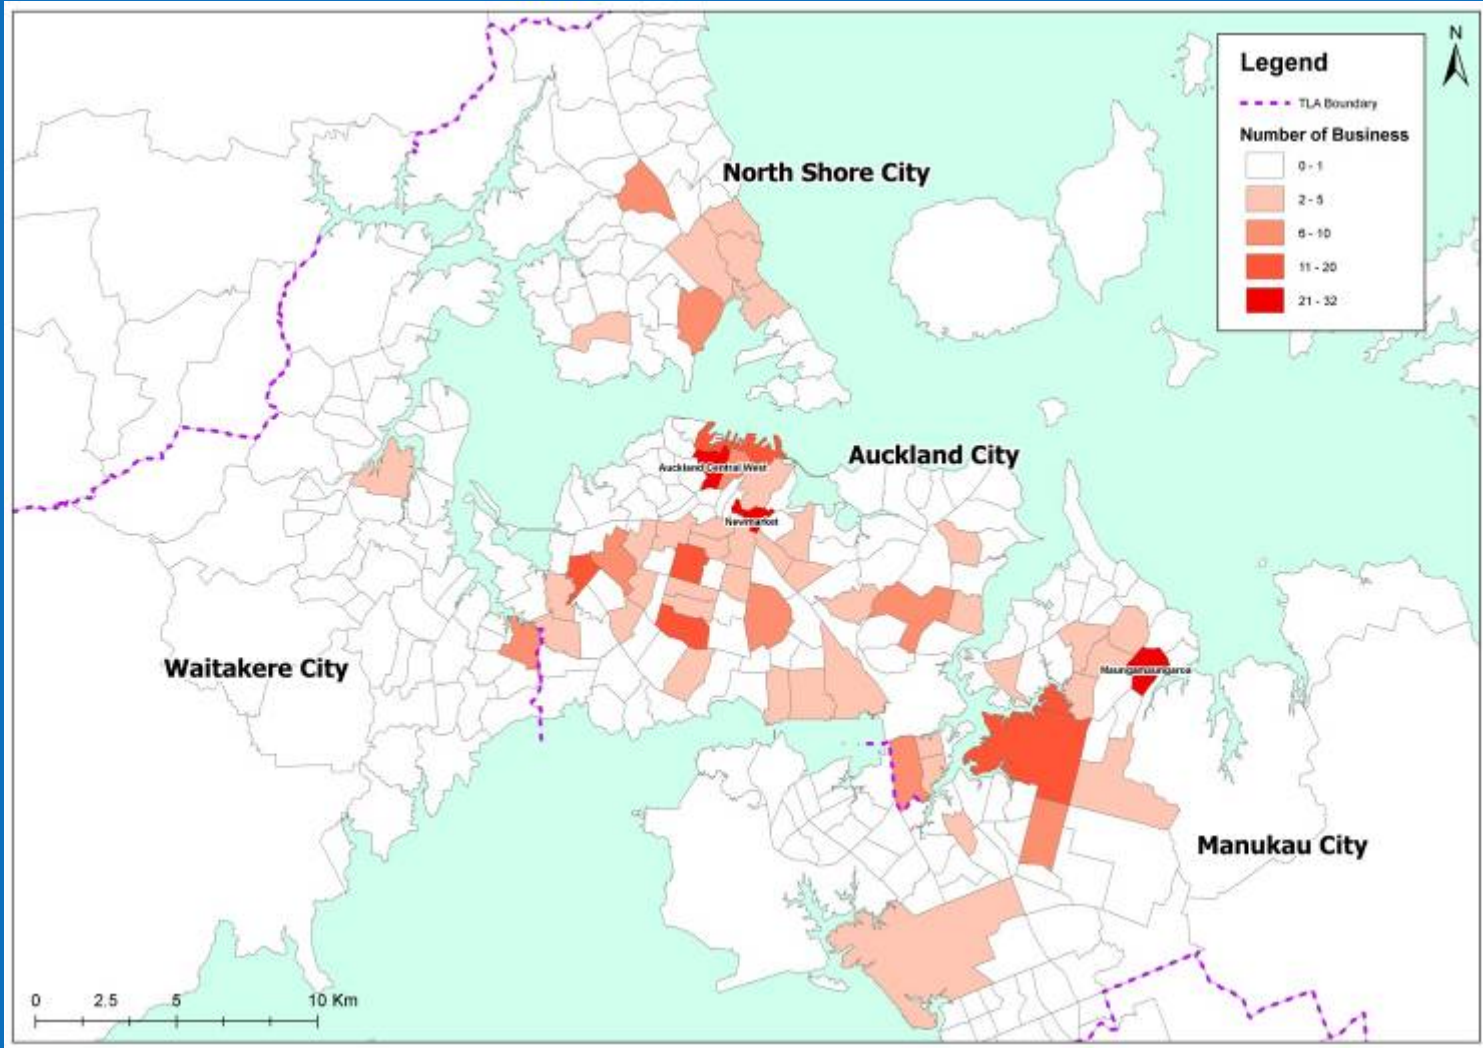 N
Legend
TLA Boundary
Number of Business
0 - 1
2 - 5
6 - 10
11 - 20
21 - 32
North Shore City
Auckland City
Auckland Central West
Newmarket
Waitakere City
Maungamaungaroa
Manukau City
0 2.5 5 10 Km